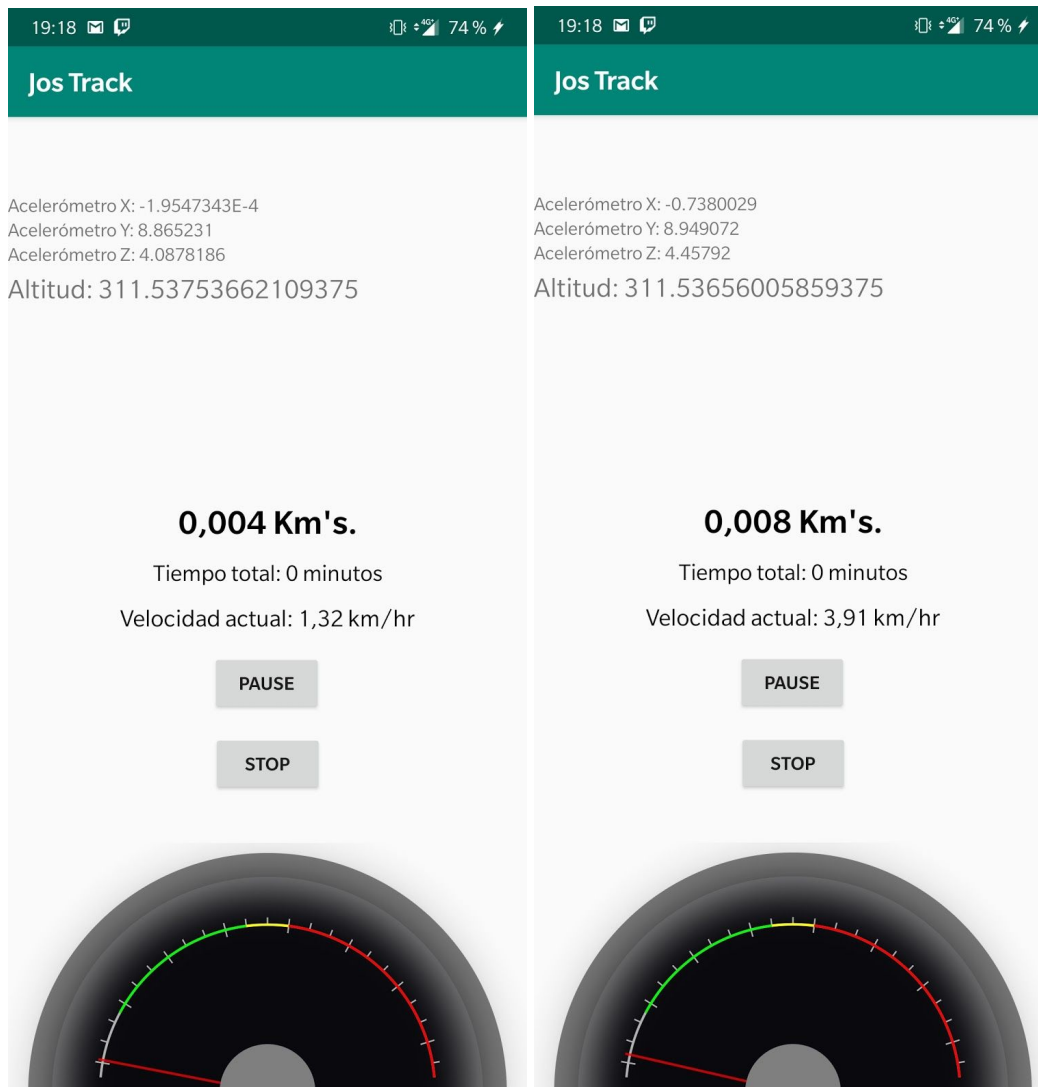 19:18 4G+ 74 %
Jos Track
Acelerómetro X: -1.9547343E-4
Acelerómetro Y: 8.865231
Acelerómetro Z: 4.0878186
Altitud: 311.53753662109375
0,004 Km's.
Tiempo total: 0 minutos
Velocidad actual: 1,32 km/hr
PAUSE
STOP
19:18 4G+ 74 %
Jos Track
Acelerómetro X: -0.7380029
Acelerómetro Y: 8.949072
Acelerómetro Z: 4.45792
Altitud: 311.53656005859375
0,008 Km's.
Tiempo total: 0 minutos
Velocidad actual: 3,91 km/hr
PAUSE
STOP